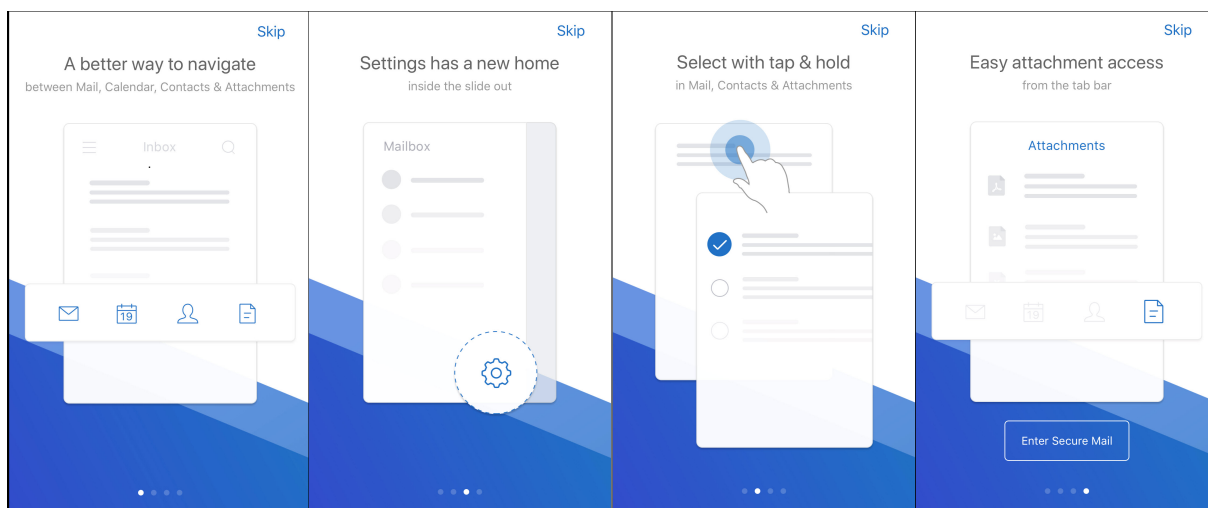 Skip
A better way to navigate
between Mail, Calendar, Contacts & Attachments
Inbox
19
Skip
Settings has a new home
inside the slide out
Mailbox
Skip
Select with tap & hold
in Mail, Contacts & Attachments
Skip
Easy attachment access
from the tab bar
Attachments
19
Enter Secure Mail